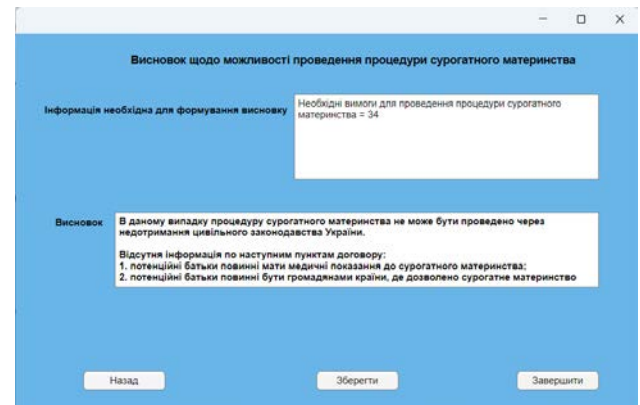 Висновок щодо можливості проведення процедури сурогатного материнства
Інформація необхідна для формування висновку
Необхідні вимоги для проведення процедури сурогатного
материнства = 34
Висновок
В даному випадку процедуру сурогатного материнства не може бути проведено через
недотримання цивільного законодавства України.
Відсутня інформація по наступним пунктам договору:
1. потенційні батьки повинні мати медичні показання до сурогатного материнства;
2. потенційні батьки повинні бути громадянами країни, де дозволено сурогатне материнство
Назад
Зберегти
Завершити